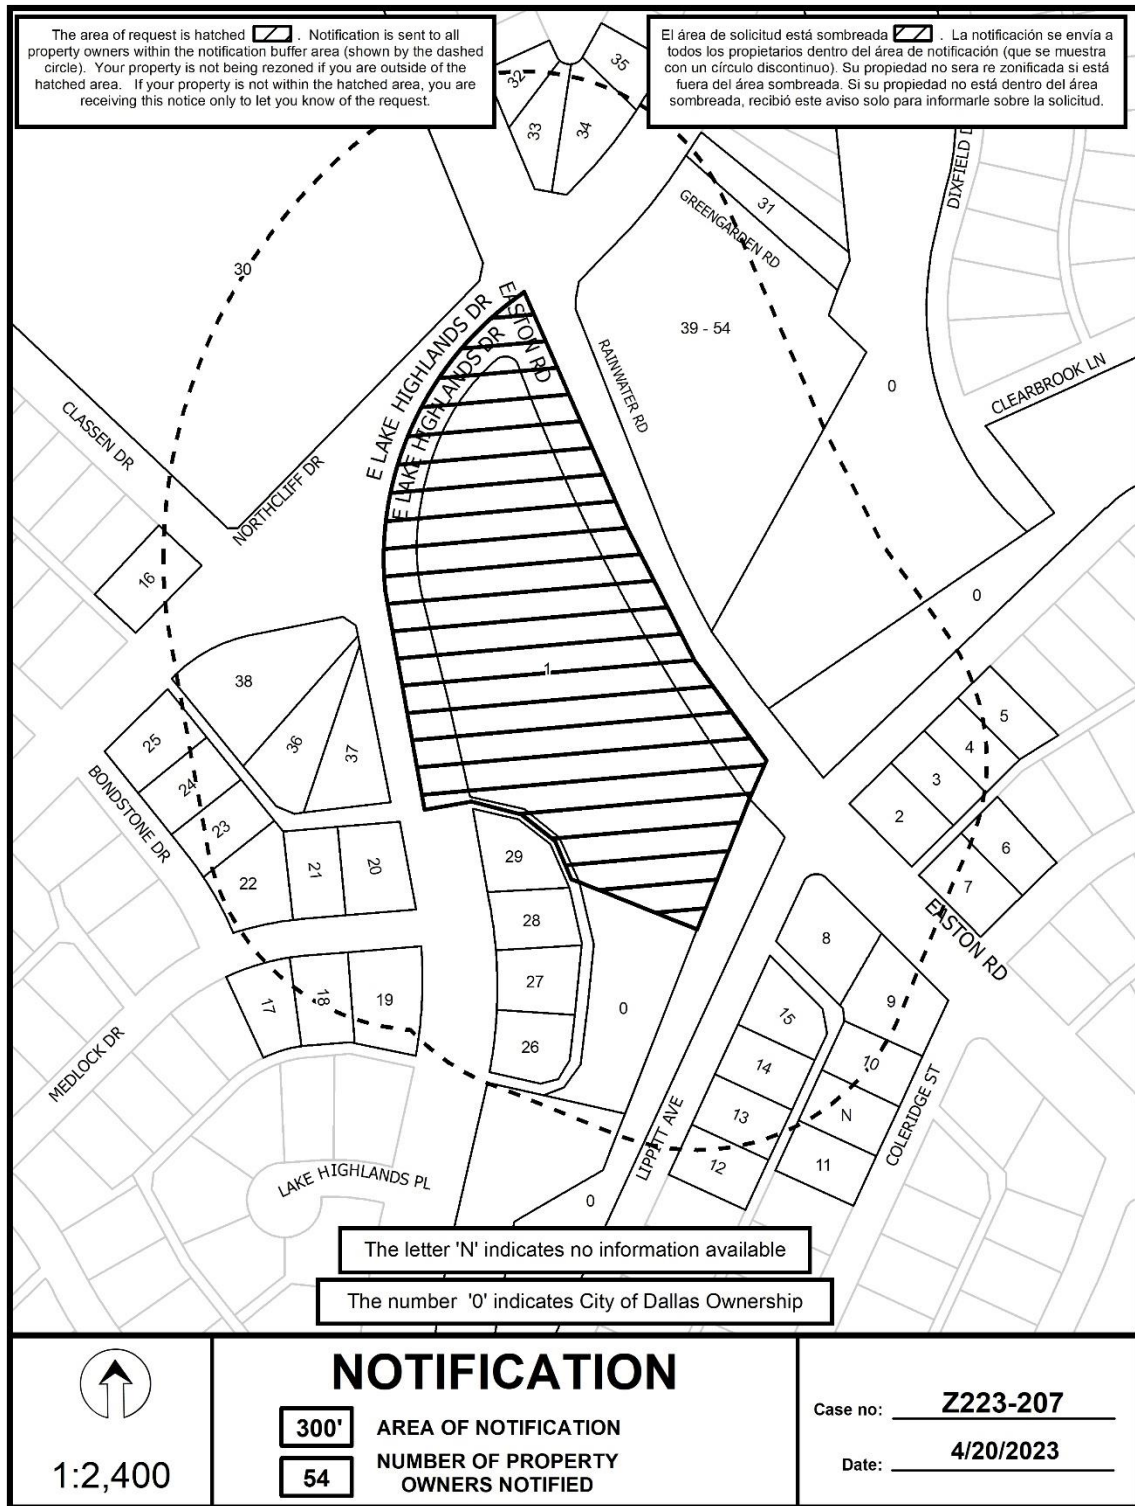 The area of request is hatched . Notification is sent to all
property owners within the notification buffer area (shown by the dashed
circle). Your property is not being rezoned if you are outside of the
hatched area. If your property is not within the hatched area, you are
receiving this notice only to let you know of the request.
El área de solicitud está sombreada . La notificación se envía a
todos los propietarios dentro del área de notificación (que se muestra
con un círculo discontinuo). Su propiedad no sera re zonificada si está
fuera del área sombreada. Si su propiedad no está dentro del área
sombreada, recibió este aviso solo para informarle sobre la solicitud.
32
33
34
35
31
GREENGARDEN RD
DIXFIELD D
30
E LAKE HIGHLANDS DR
E LAKE HIGHLANDS DR
EASTON RD
RAINWATER RD
39 - 54
0
CLEARBROOK LN
CLASSEN DR
NORTHCLIFF DR
16
0
1
38
36
37
25
24
23
22
21
20
BONDSTONE DR
5
4
3
2
6
7
EASTON RD
29
28
27
26
0
8
9
10
N
11
15
14
13
12
17
18
19
MEDLOCK DR
LAKE HIGHLANDS PL
LIPPITT AVE
COLERIDGE ST
0
The letter 'N' indicates no information available
The number '0' indicates City of Dallas Ownership
1:2,400
NOTIFICATION
300' AREA OF NOTIFICATION
54 NUMBER OF PROPERTY
OWNERS NOTIFIED
Case no: Z223-207
Date: 4/20/2023